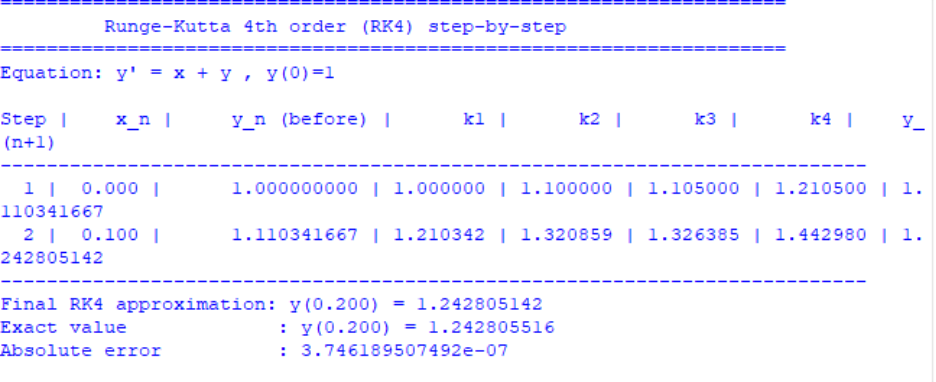 ====================================================================
Runge-Kutta 4th order (RK4) step-by-step
====================================================================
Equation: y' = x + y , y(0)=1
Step |    x_n |     y_n (before) |       k1 |       k2 |       k3 |       k4 |    y_
(n+1)
---------------------------------------------------------------------------
1 |  0.000 |      1.000000000 | 1.000000 | 1.100000 | 1.105000 | 1.210500 | 1.
110341667
2 |  0.100 |      1.110341667 | 1.210342 | 1.320859 | 1.326385 | 1.442980 | 1.
242805142
---------------------------------------------------------------------------
Final RK4 approximation: y(0.200) = 1.242805142
Exact value             : y(0.200) = 1.242805516
Absolute error          : 3.746189507492e-07